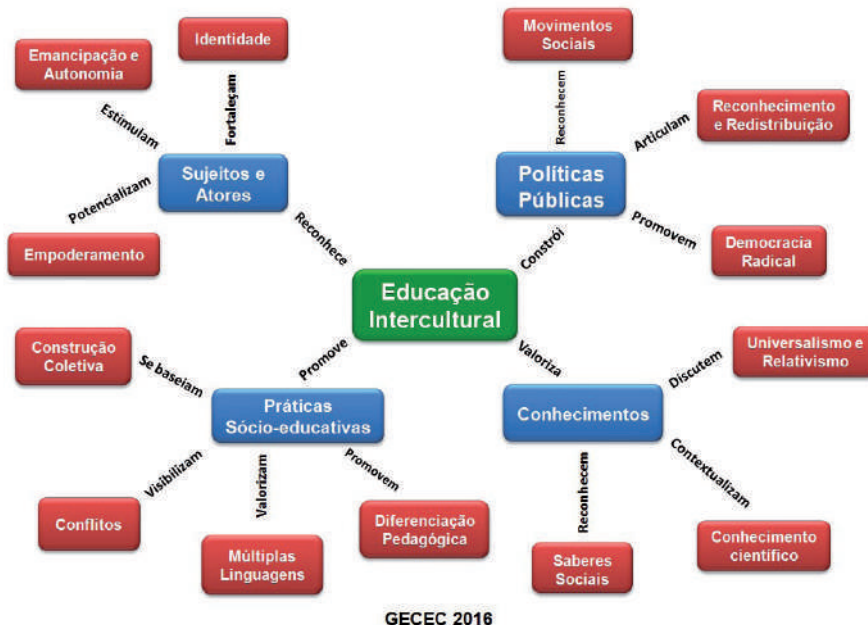 Movimentos
Sociais
Identidade
Emancipação e
Autonomia
Reconhecem
Reconhecimento
e Redistribuição
Fortaleçam
Estimulam
Articulam
Sujeitos e
Atores
Políticas
Públicas
Potencializam
Reconhece
Constrói
Promovem
Empoderamento
Democracia
Radical
Educação
Intercultural
Construção
Coletiva
Se baseiam
Promove
Valoriza
Discutem
Universalismo e
Relativismo
Práticas
Sócio-educativas
Conhecimentos
Visibilizam
Valorizam
Promovem
Reconhecem
Contextualizam
Conflitos
Múltiplas
Linguagens
Diferenciação
Pedagógica
Saberes
Sociais
Conhecimento
científico
GECEC 2016